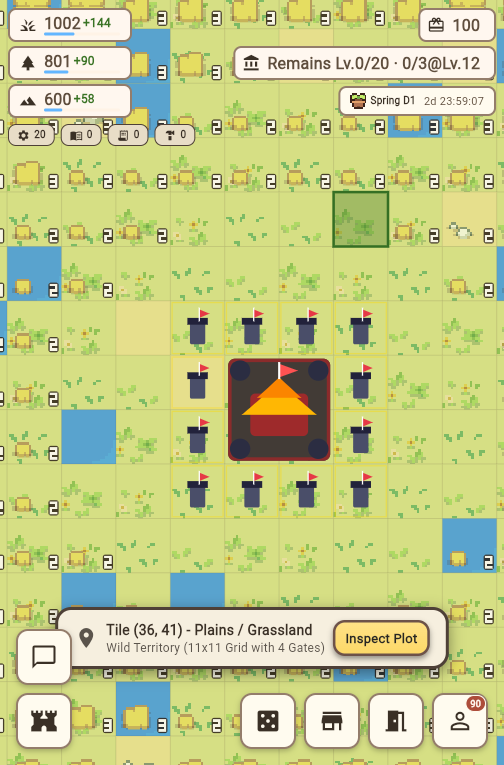 1002 +144
100
801 +90
Remains Lv.0/20 · 0/3@Lv.12
600 +58
Spring D1 2d 23:59:07
20 0 0 0
Tile (36, 41) - Plains / Grassland
Wild Territory (11x11 Grid with 4 Gates)
Inspect Plot
90